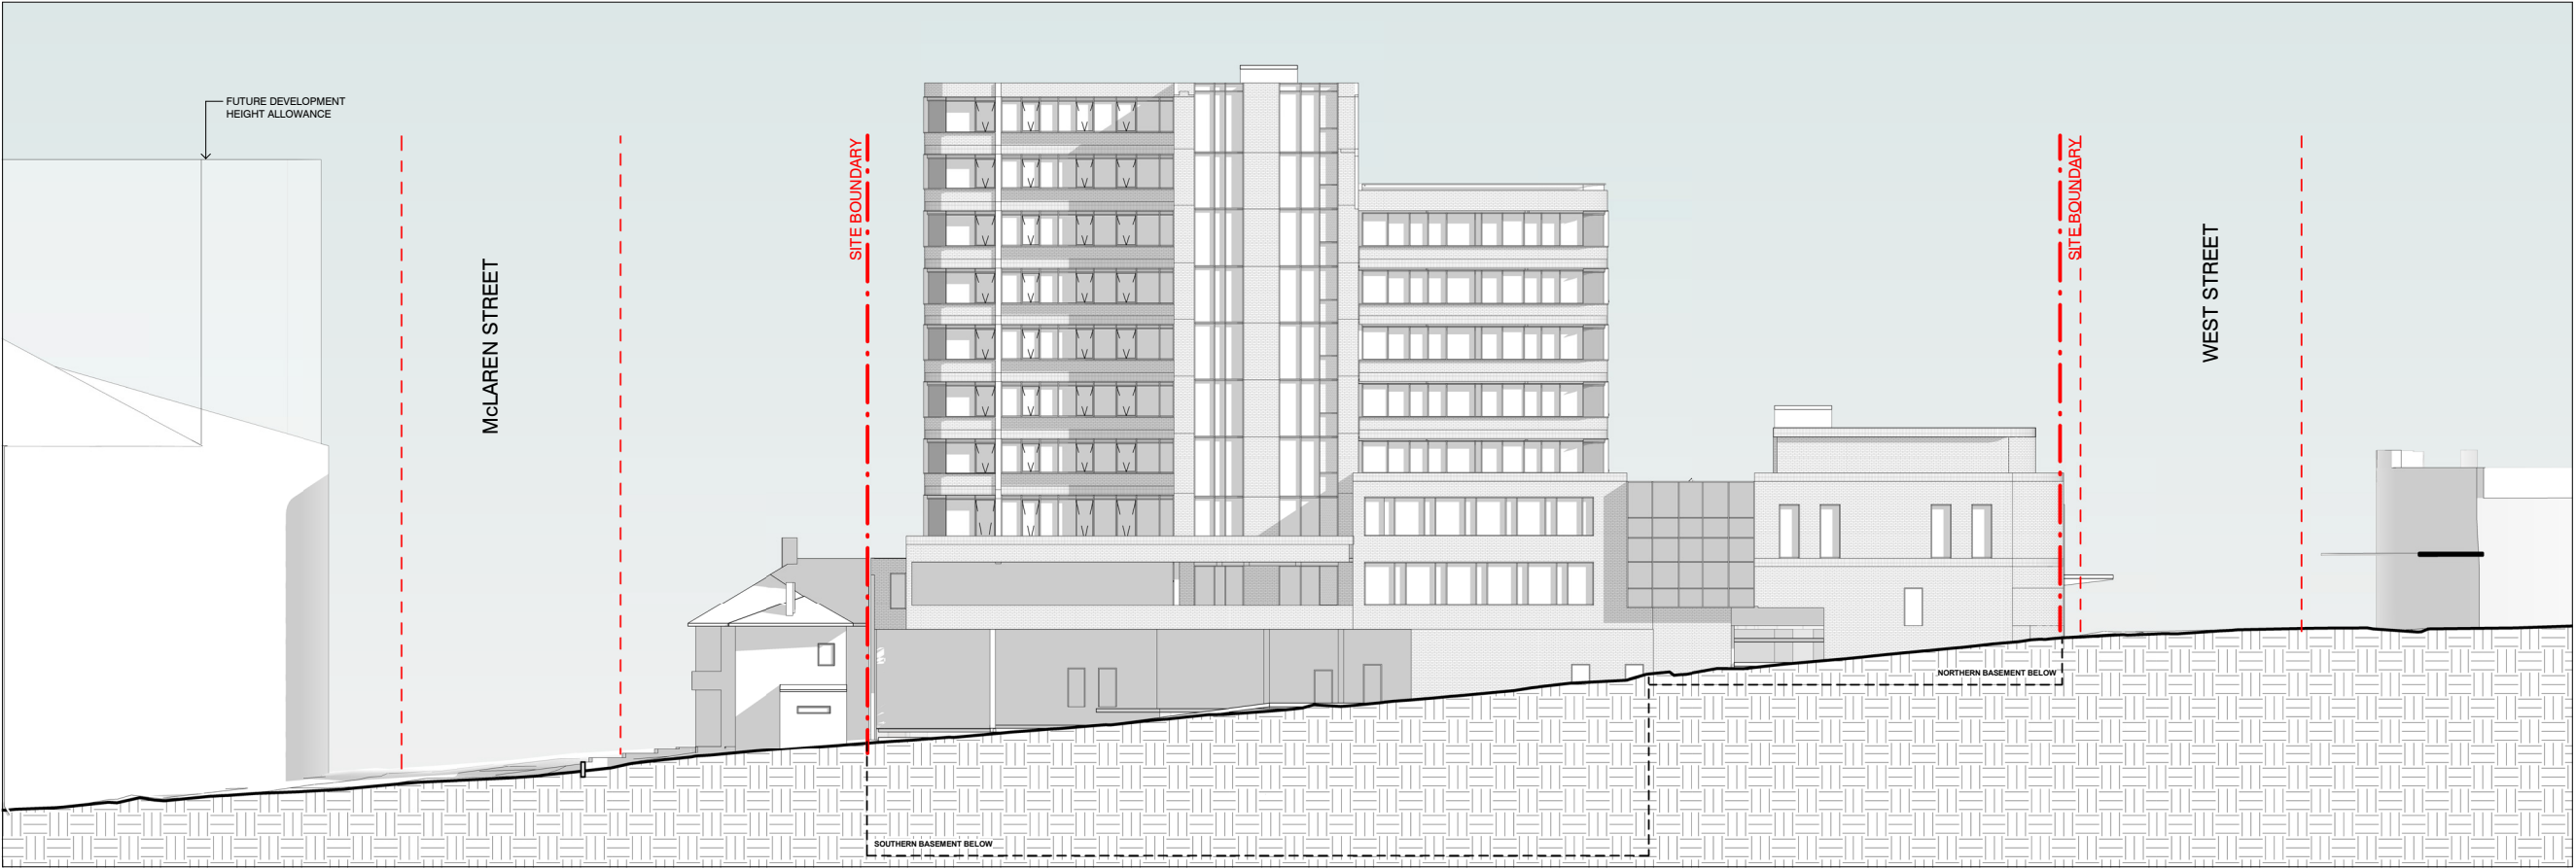 FUTURE DEVELOPMENT
HEIGHT ALLOWANCE
McLAREN STREET
SITE BOUNDARY
SITE BOUNDARY
WEST STREET
NORTHERN BASEMENT BELOW
SOUTHERN BASEMENT BELOW